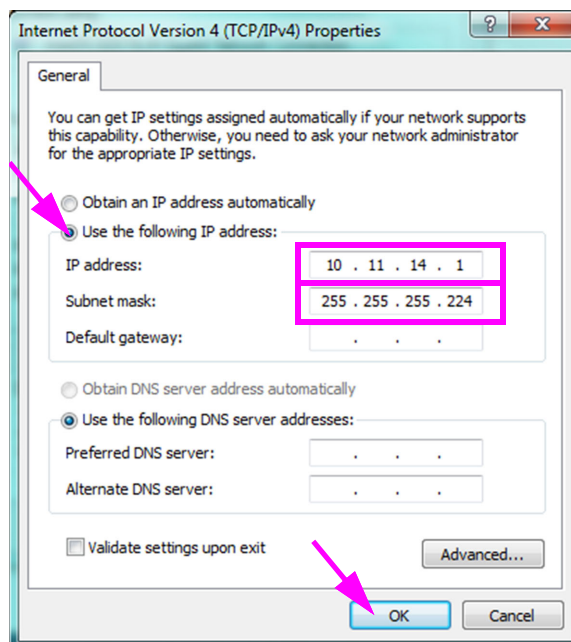 Internet Protocol Version 4 (TCP/IPv4) Properties
General
You can get IP settings assigned automatically if your network supports
this capability. Otherwise, you need to ask your network administrator
for the appropriate IP settings.
Obtain an IP address automatically
Use the following IP address:
IP address: 10 . 11 . 14 . 1
Subnet mask: 255 . 255 . 255 . 224
Default gateway: . . .
Obtain DNS server address automatically
Use the following DNS server addresses:
Preferred DNS server: . . .
Alternate DNS server: . . .
Validate settings upon exit Advanced...
OK Cancel